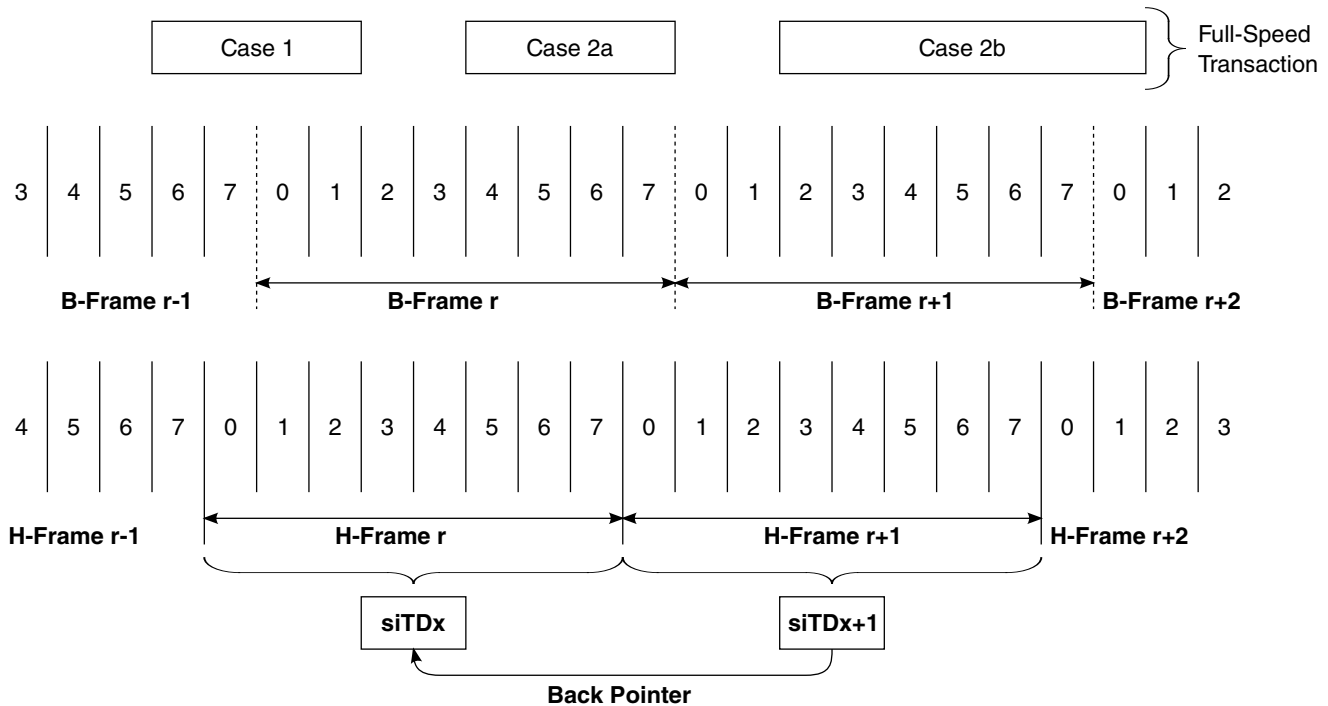 Case 1 Case 2a Case 2b
Full-Speed
Transaction
3 4 5 6 7 0 1 2 3 4 5 6 7 0 1 2 3 4 5 6 7 0 1 2
B-Frame r-1 B-Frame r B-Frame r+1 B-Frame r+2
4 5 6 7 0 1 2 3 4 5 6 7 0 1 2 3 4 5 6 7 0 1 2 3
H-Frame r-1 H-Frame r H-Frame r+1 H-Frame r+2
siTDx siTDx+1
Back Pointer